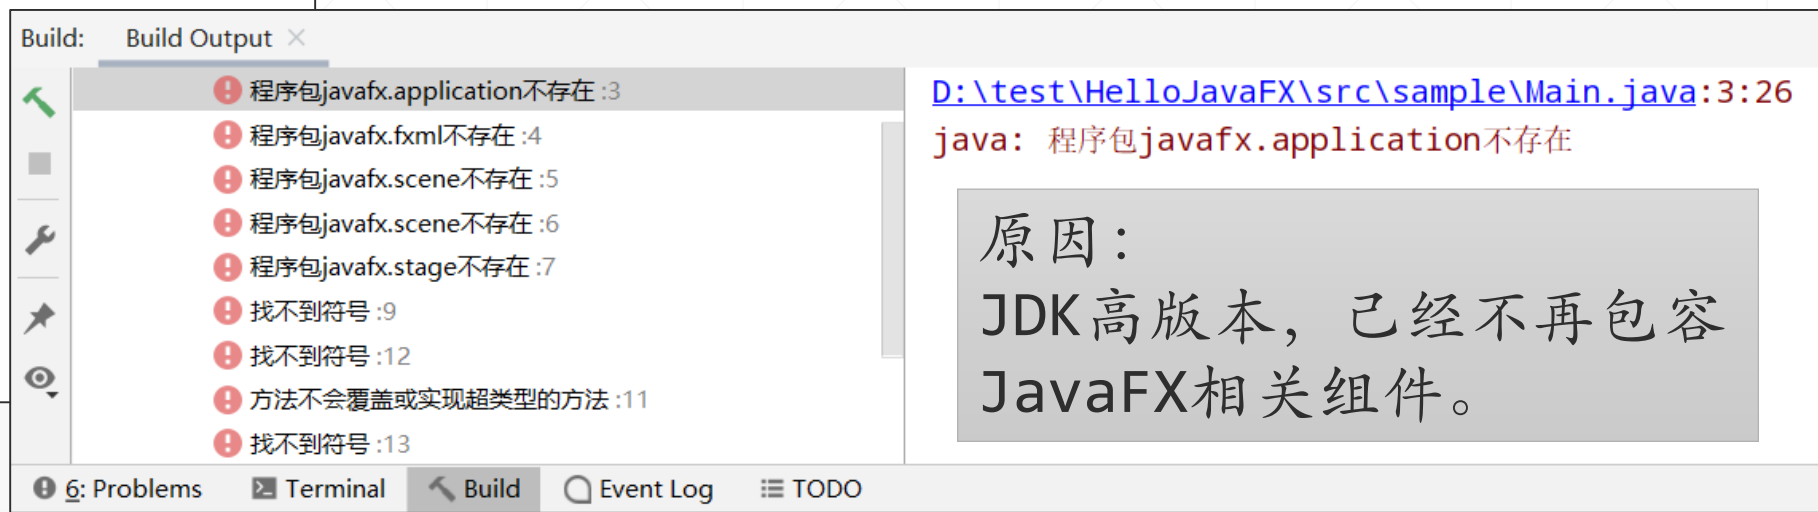 Build: Build Output
程序包javafx.application不存在 :3
程序包javafx.fxml不存在 :4
程序包javafx.scene不存在 :5
程序包javafx.scene不存在 :6
程序包javafx.stage不存在 :7
找不到符号 :9
找不到符号 :12
方法不会覆盖或实现超类型的方法 :11
找不到符号 :13
D:\test\HelloJavaFX\src\sample\Main.java:3:26
java: 程序包javafx.application不存在
原因：
JDK高版本，已经不再包容
JavaFX相关组件。
6: Problems Terminal Build Event Log TODO